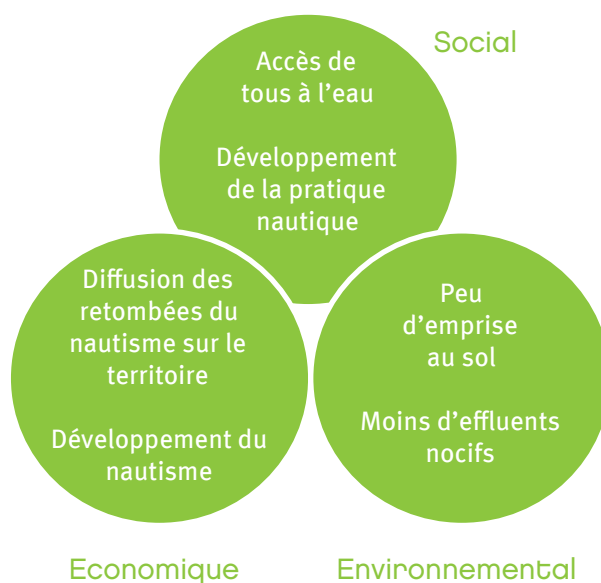 Social
Accès de
tous à l’eau
Développement
de la pratique
nautique
Diffusion des
retombées du
nautisme sur le
territoire
Développement du
nautisme
Peu
d’emprise
au sol
Moins d’effluents
nocifs
Economique
Environnemental